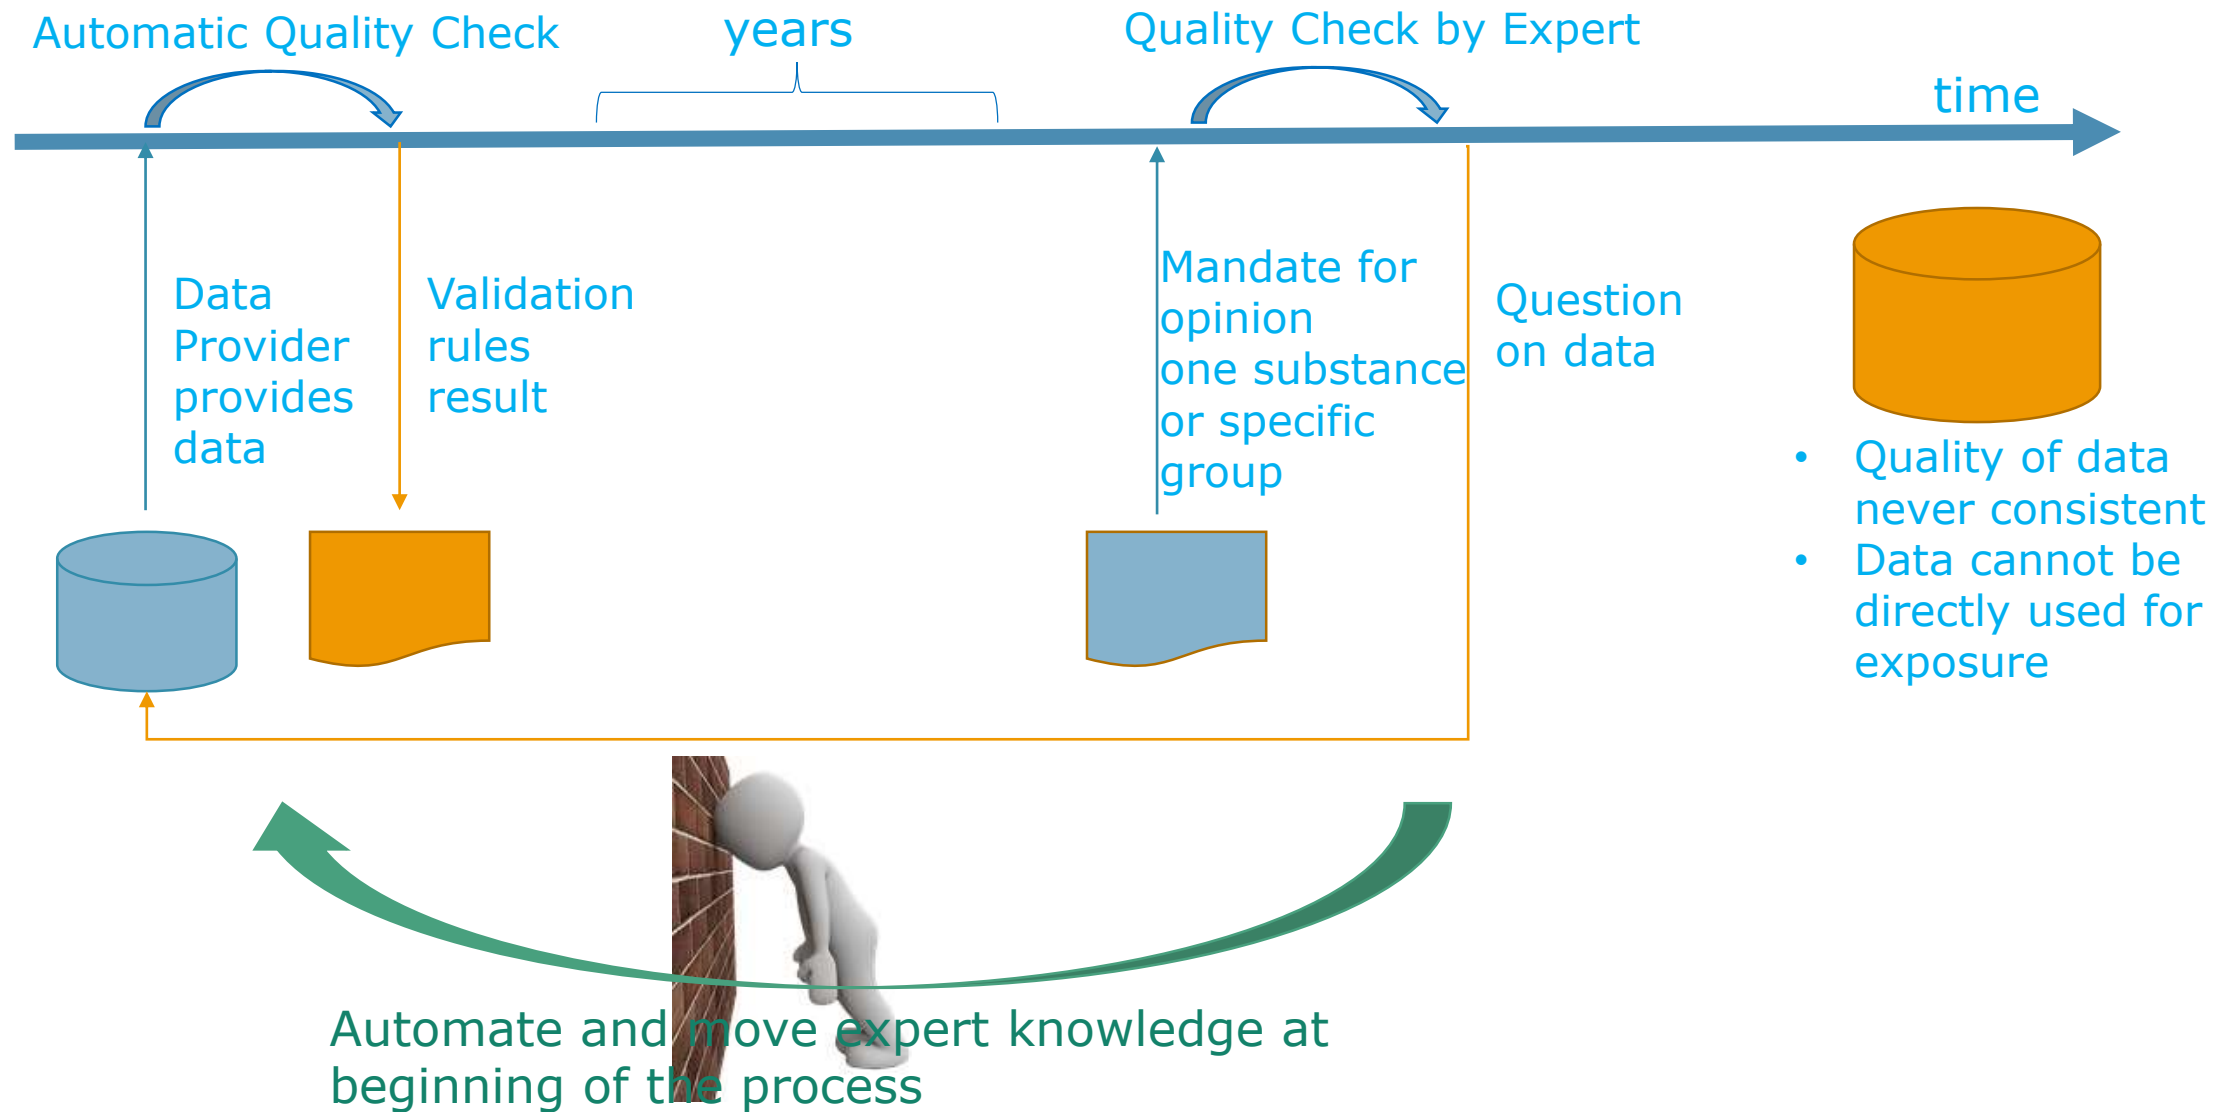 Automatic Quality Check
years
Quality Check by Expert
time
Data
Provider
provides
data
Validation
rules
result
Mandate for
opinion
one substance
or specific
group
Question
on data
• Quality of data
never consistent
• Data cannot be
directly used for
exposure
Automate and move expert knowledge at
beginning of the process